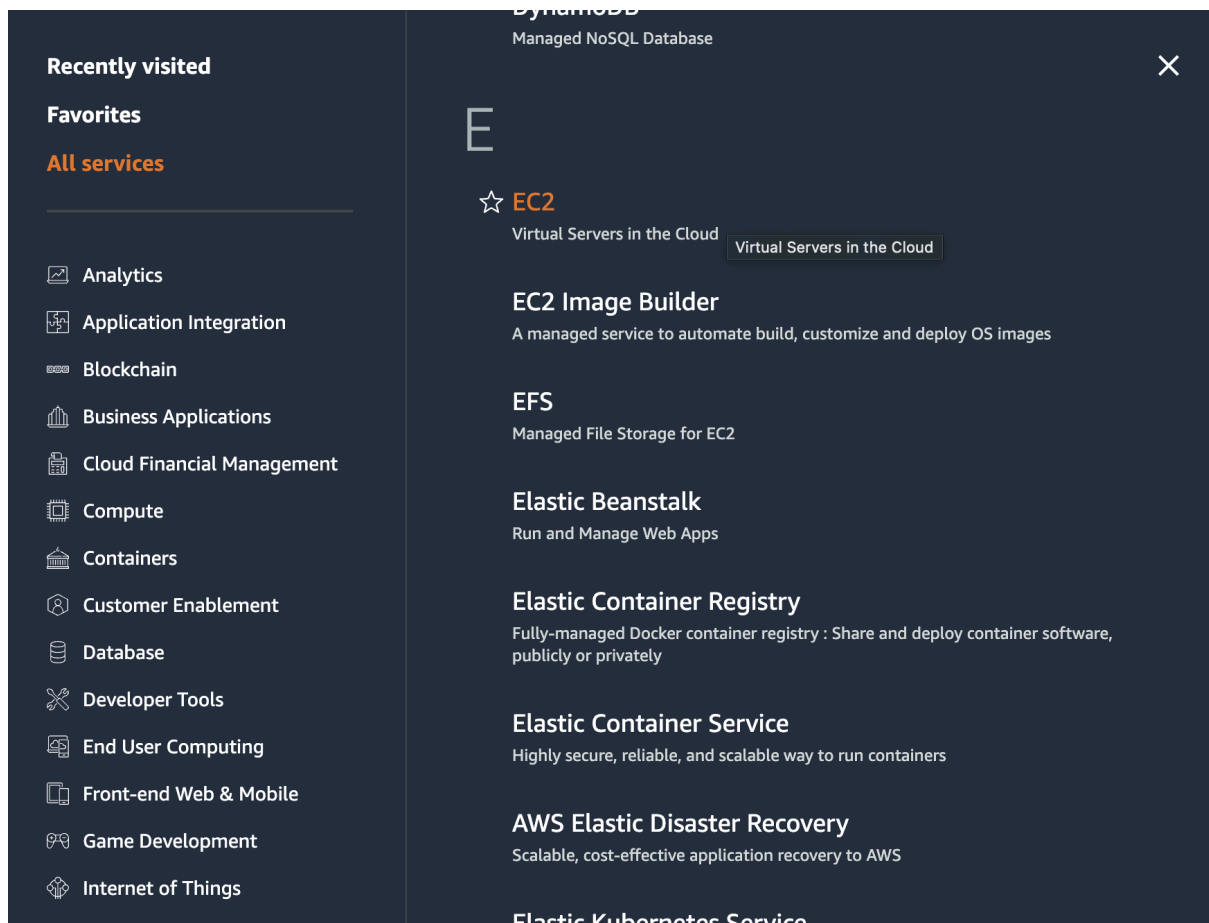 Recently visited
Favorites
All services
Analytics
Application Integration
Blockchain
Business Applications
Cloud Financial Management
Compute
Containers
Customer Enablement
Database
Developer Tools
End User Computing
Front-end Web & Mobile
Game Development
Internet of Things
DynamoDB
Managed NoSQL Database
E
EC2
Virtual Servers in the Cloud
Virtual Servers in the Cloud
EC2 Image Builder
A managed service to automate build, customize and deploy OS images
EFS
Managed File Storage for EC2
Elastic Beanstalk
Run and Manage Web Apps
Elastic Container Registry
Fully-managed Docker container registry : Share and deploy container software,
publicly or privately
Elastic Container Service
Highly secure, reliable, and scalable way to run containers
AWS Elastic Disaster Recovery
Scalable, cost-effective application recovery to AWS
Elastic Kubernetes Service